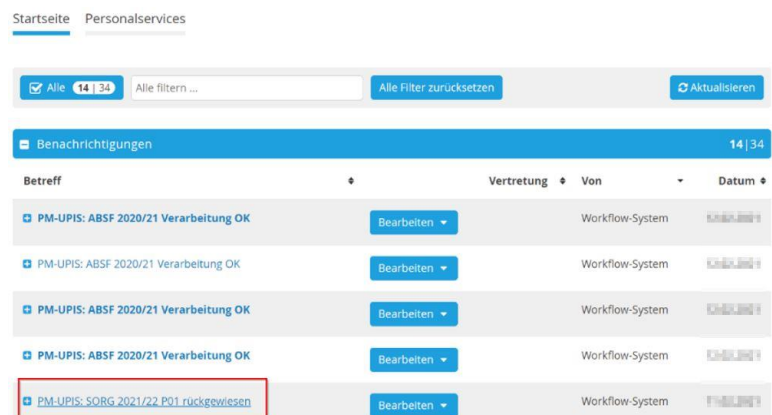 Startseite Personalservices
Alle 14 | 34 Alle filtern ... Alle Filter zurücksetzen Aktualisieren
Benachrichtigungen 14|34
Betreff Vertretung Von Datum
PM-UPIS: ABSF 2020/21 Verarbeitung OK Bearbeiten Workflow-System
PM-UPIS: ABSF 2020/21 Verarbeitung OK Bearbeiten Workflow-System
PM-UPIS: ABSF 2020/21 Verarbeitung OK Bearbeiten Workflow-System
PM-UPIS: ABSF 2020/21 Verarbeitung OK Bearbeiten Workflow-System
PM-UPIS: SORG 2021/22 P01 rückgewiesen Bearbeiten Workflow-System